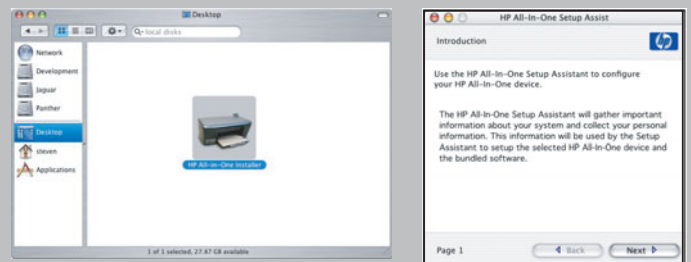 Desktop
Q- local disks
Network
Development
Jaguar
Panther
Desktop
steven
Applications
HP All-in-One Installer
1 of 1 selected, 27.87 GB available
HP All-In-One Setup Assist
Introduction
hp
Use the HP All-In-One Setup Assistant to configure
your HP All-In-One device.
The HP All-In-One Setup Assistant will gather important
information about your system and collect your personal
information. This information will be used by the Setup
Assistant to setup the selected HP All-In-One device and
the bundled software.
Page 1
Back
Next